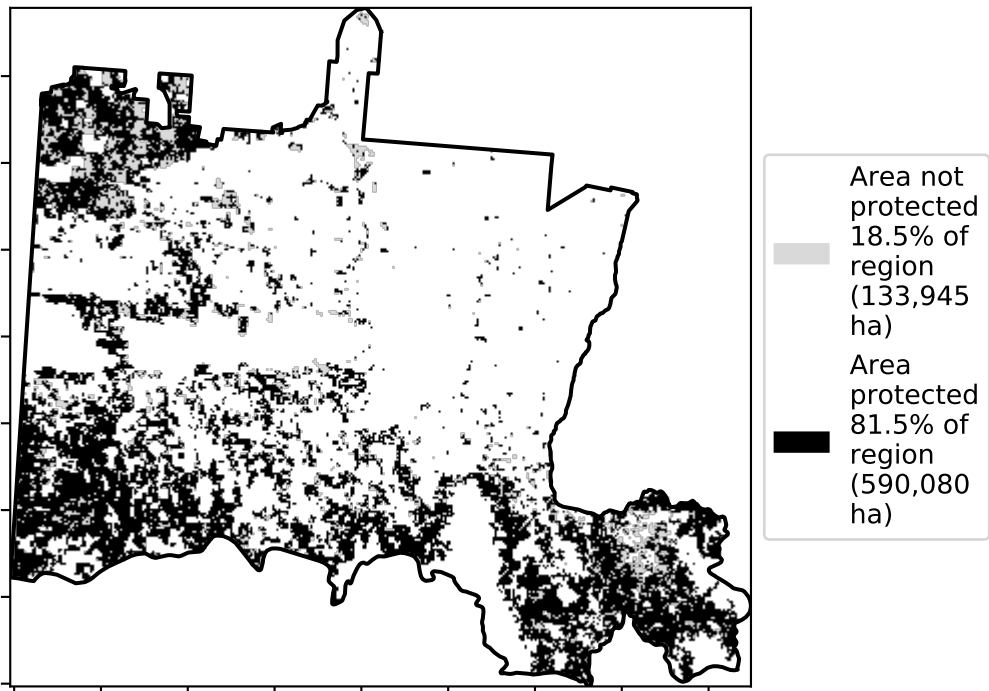 Area not
protected
18.5% of
region
(133,945
ha)
Area
protected
81.5% of
region
(590,080
ha)